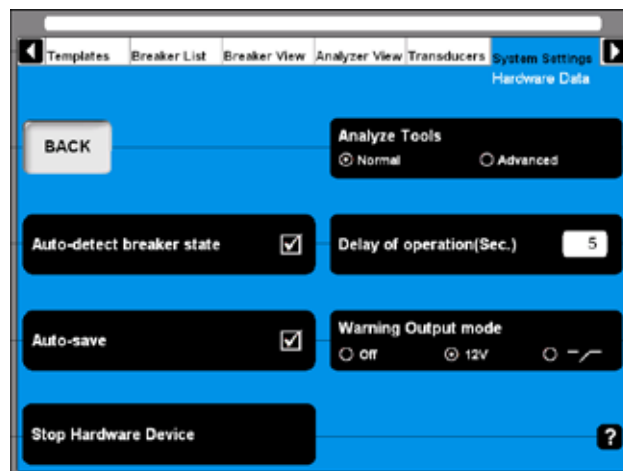 Templates Breaker List Breaker View Analyzer View Transducers System Settings
Hardware Data
BACK
Analyze Tools
Normal Advanced
Auto-detect breaker state
Delay of operation(Sec.) 5
Auto-save
Warning Output mode
Off 12V
Stop Hardware Device
?